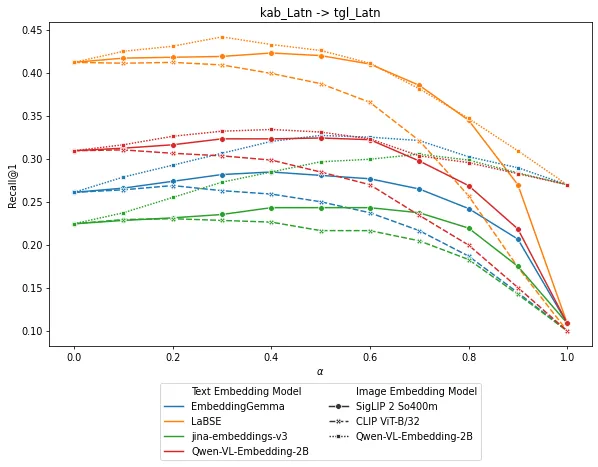 kab_Latn -> tgl_Latn
Recall@1
0.45
0.40
0.35
0.30
0.25
0.20
0.15
0.10
0.0
0.2
0.4
0.6
0.8
1.0
α
Text Embedding Model
EmbeddingGemma
LaBSE
jina-embeddings-v3
Qwen-VL-Embedding-2B
Image Embedding Model
SigLIP 2 So400m
CLIP ViT-B/32
Qwen-VL-Embedding-2B